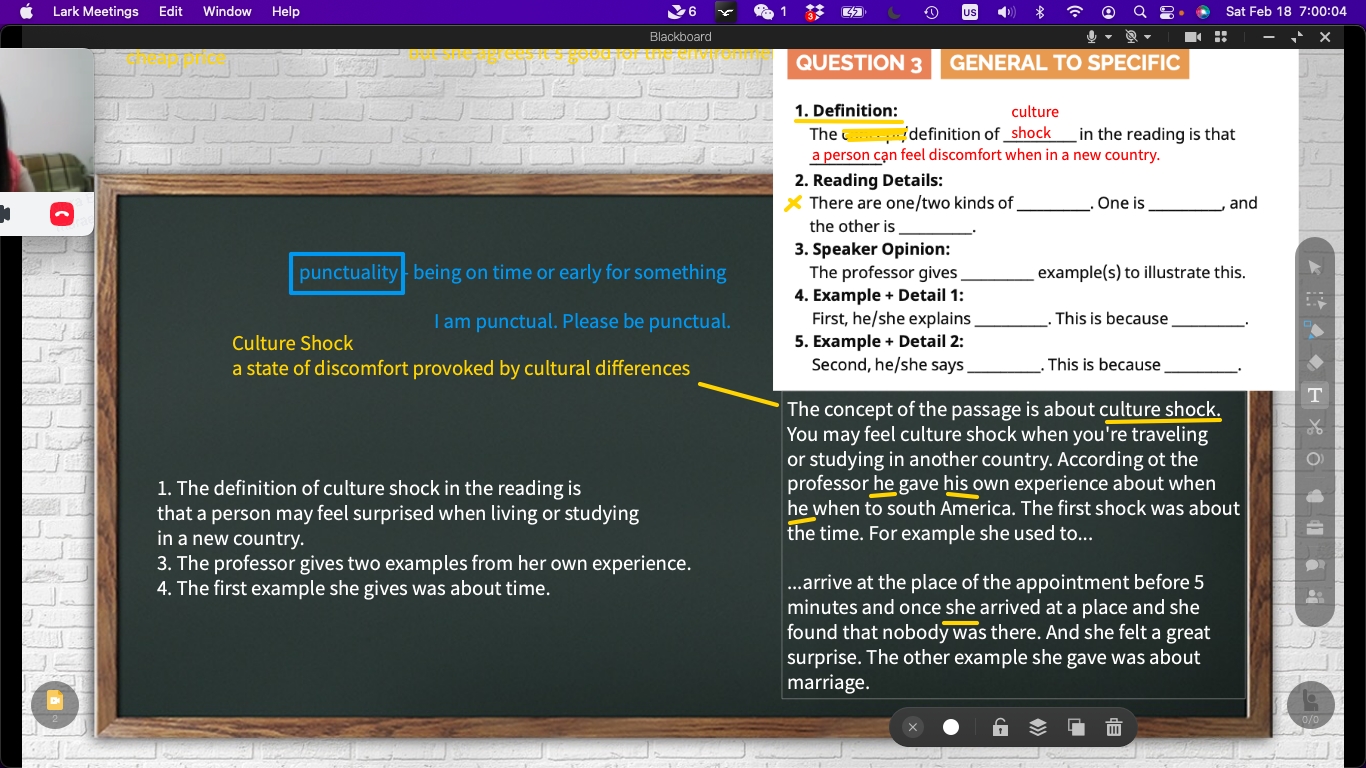 Lark Meetings Edit Window Help 6 1 3 US Sat Feb 18 7:00:04
Blackboard
cheap price
but she agrees it's good for the environme
QUESTION 3 GENERAL TO SPECIFIC
1. Definition: culture
The /definition of shock in the reading is that
a person can feel discomfort when in a new country.
2. Reading Details:
There are one/two kinds of _________. One is _________, and
the other is _________.
3. Speaker Opinion:
The professor gives _________ example(s) to illustrate this.
4. Example + Detail 1:
First, he/she explains _________. This is because _________.
5. Example + Detail 2:
Second, he/she says _________. This is because _________.
punctuality - being on time or early for something
I am punctual. Please be punctual.
Culture Shock
a state of discomfort provoked by cultural differences
1. The definition of culture shock in the reading is
that a person may feel surprised when living or studying
in a new country.
3. The professor gives two examples from her own experience.
4. The first example she gives was about time.
The concept of the passage is about culture shock.
You may feel culture shock when you're traveling
or studying in another country. According ot the
professor he gave his own experience about when
he when to south America. The first shock was about
the time. For example she used to...
...arrive at the place of the appointment before 5
minutes and once she arrived at a place and she
found that nobody was there. And she felt a great
surprise. The other example she gave was about
marriage.
T
2
0/0